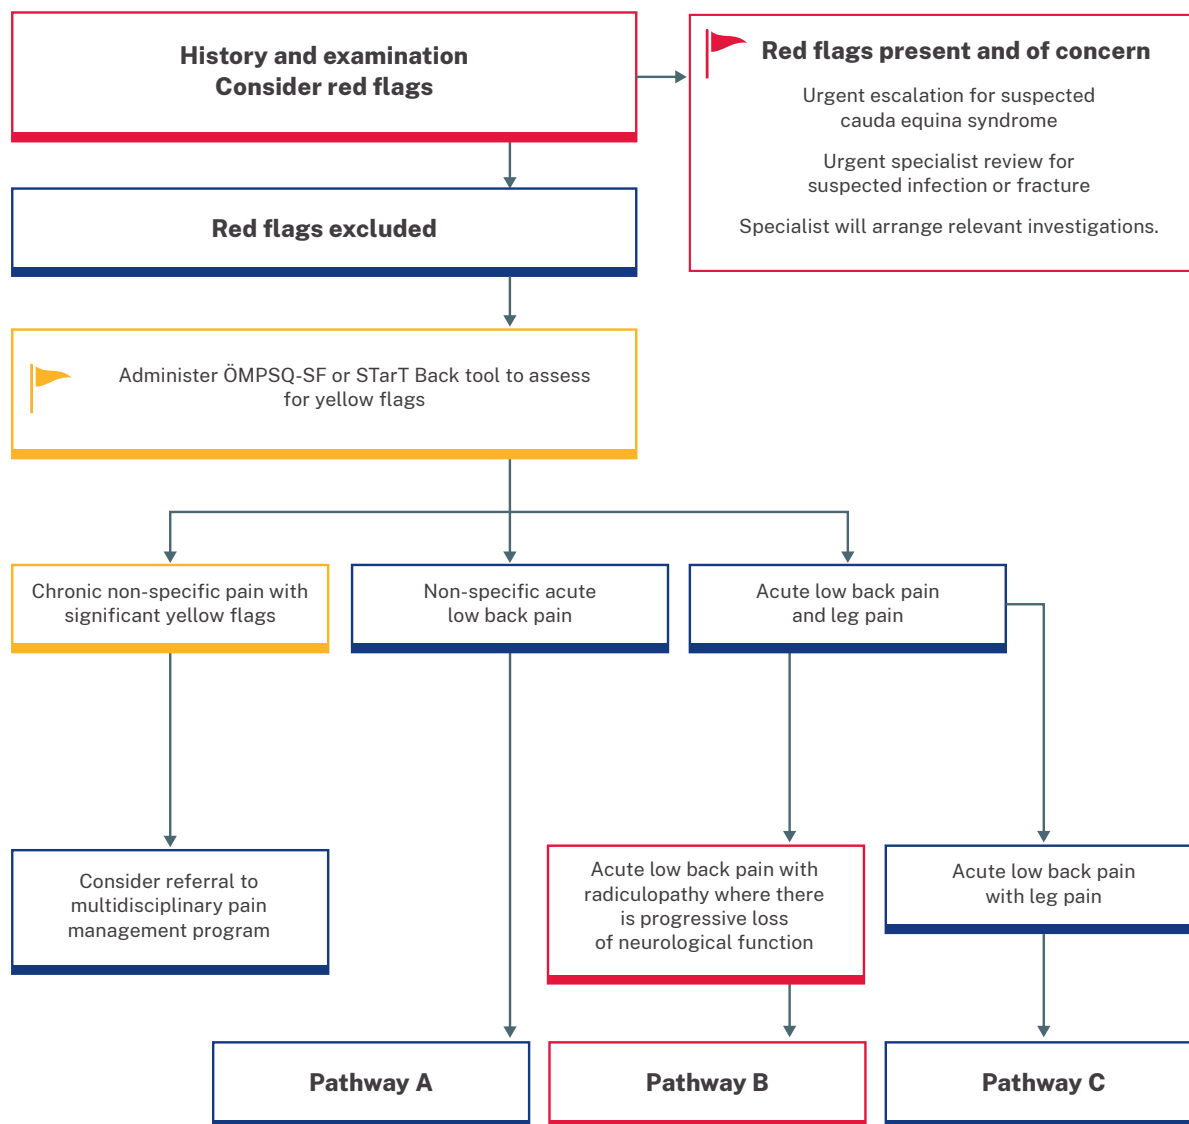 History and examination
Consider red flags
Red flags present and of concern
Urgent escalation for suspected
cauda equina syndrome
Urgent specialist review for
suspected infection or fracture
Specialist will arrange relevant investigations.
Red flags excluded
Administer ÖMPSQ-SF or STarT Back tool to assess
for yellow flags
Chronic non-specific pain with
significant yellow flags
Non-specific acute
low back pain
Acute low back pain
and leg pain
Consider referral to
multidisciplinary pain
management program
Acute low back pain with
radiculopathy where there
is progressive loss
of neurological function
Acute low back pain
with leg pain
Pathway A
Pathway B
Pathway C